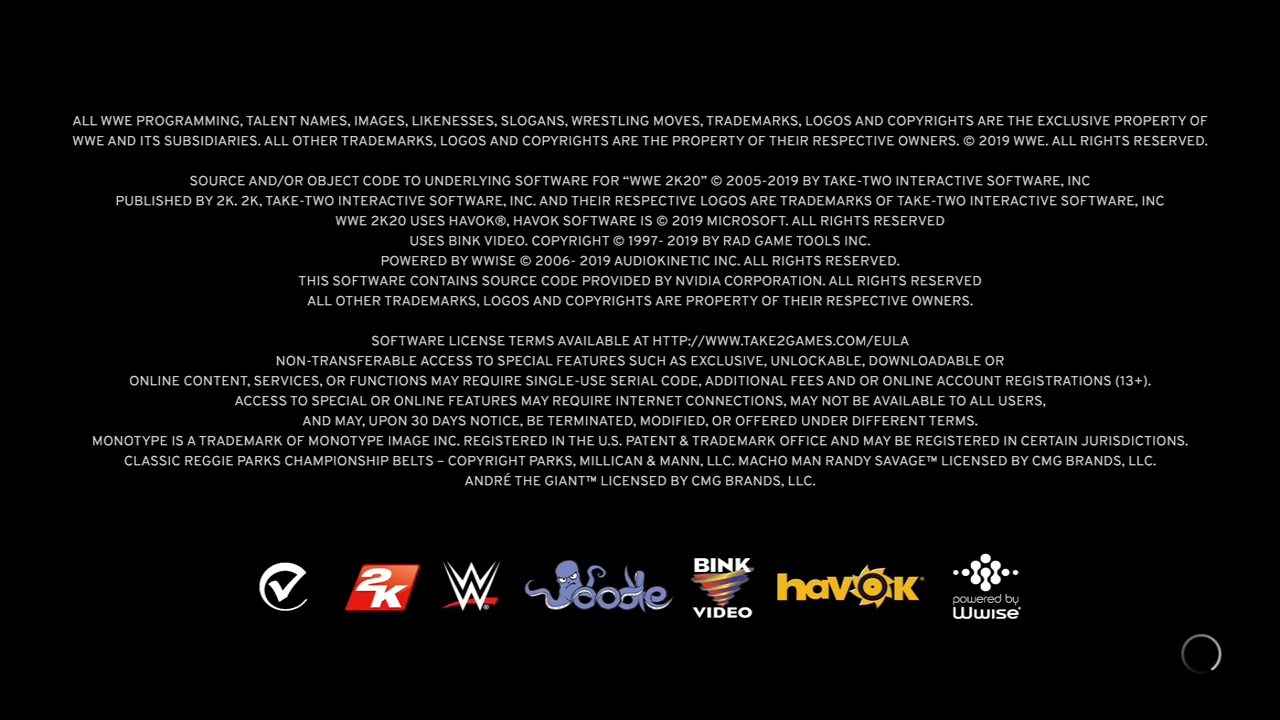 ALL WWE PROGRAMMING, TALENT NAMES, IMAGES, LIKENESSES, SLOGANS, WRESTLING MOVES, TRADEMARKS, LOGOS AND COPYRIGHTS ARE THE EXCLUSIVE PROPERTY OF
WWE AND ITS SUBSIDIARIES. ALL OTHER TRADEMARKS, LOGOS AND COPYRIGHTS ARE THE PROPERTY OF THEIR RESPECTIVE OWNERS. © 2019 WWE. ALL RIGHTS RESERVED.
SOURCE AND/OR OBJECT CODE TO UNDERLYING SOFTWARE FOR “WWE 2K20” © 2005-2019 BY TAKE-TWO INTERACTIVE SOFTWARE, INC
PUBLISHED BY 2K. 2K, TAKE-TWO INTERACTIVE SOFTWARE, INC. AND THEIR RESPECTIVE LOGOS ARE TRADEMARKS OF TAKE-TWO INTERACTIVE SOFTWARE, INC
WWE 2K20 USES HAVOK®, HAVOK SOFTWARE IS © 2019 MICROSOFT. ALL RIGHTS RESERVED
USES BINK VIDEO. COPYRIGHT © 1997- 2019 BY RAD GAME TOOLS INC.
POWERED BY WWISE © 2006- 2019 AUDIOKINETIC INC. ALL RIGHTS RESERVED.
THIS SOFTWARE CONTAINS SOURCE CODE PROVIDED BY NVIDIA CORPORATION. ALL RIGHTS RESERVED
ALL OTHER TRADEMARKS, LOGOS AND COPYRIGHTS ARE PROPERTY OF THEIR RESPECTIVE OWNERS.
SOFTWARE LICENSE TERMS AVAILABLE AT HTTP://WWW.TAKE2GAMES.COM/EULA
NON-TRANSFERABLE ACCESS TO SPECIAL FEATURES SUCH AS EXCLUSIVE, UNLOCKABLE, DOWNLOADABLE OR
ONLINE CONTENT, SERVICES, OR FUNCTIONS MAY REQUIRE SINGLE-USE SERIAL CODE, ADDITIONAL FEES AND OR ONLINE ACCOUNT REGISTRATIONS (13+).
ACCESS TO SPECIAL OR ONLINE FEATURES MAY REQUIRE INTERNET CONNECTIONS, MAY NOT BE AVAILABLE TO ALL USERS,
AND MAY, UPON 30 DAYS NOTICE, BE TERMINATED, MODIFIED, OR OFFERED UNDER DIFFERENT TERMS.
MONOTYPE IS A TRADEMARK OF MONOTYPE IMAGE INC. REGISTERED IN THE U.S. PATENT & TRADEMARK OFFICE AND MAY BE REGISTERED IN CERTAIN JURISDICTIONS.
CLASSIC REGGIE PARKS CHAMPIONSHIP BELTS – COPYRIGHT PARKS, MILLICAN & MANN, LLC. MACHO MAN RANDY SAVAGE™ LICENSED BY CMG BRANDS, LLC.
ANDRÉ THE GIANT™ LICENSED BY CMG BRANDS, LLC.
2K W® Oodle BINK VIDEO havok® powered by Wwise®